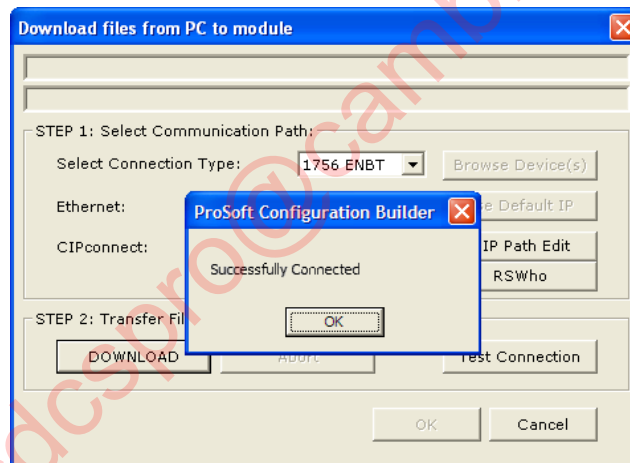 Download files from PC to module
STEP 1: Select Communication Path:
Select Connection Type: 1756 ENBT Browse Device(s)
Ethernet: Default IP
CIPconnect: IP Path Edit
RSWho
ProSoft Configuration Builder
Successfully Connected
OK
STEP 2: Transfer Fil
DOWNLOAD Abort Test Connection
OK Cancel
dcspro@camb